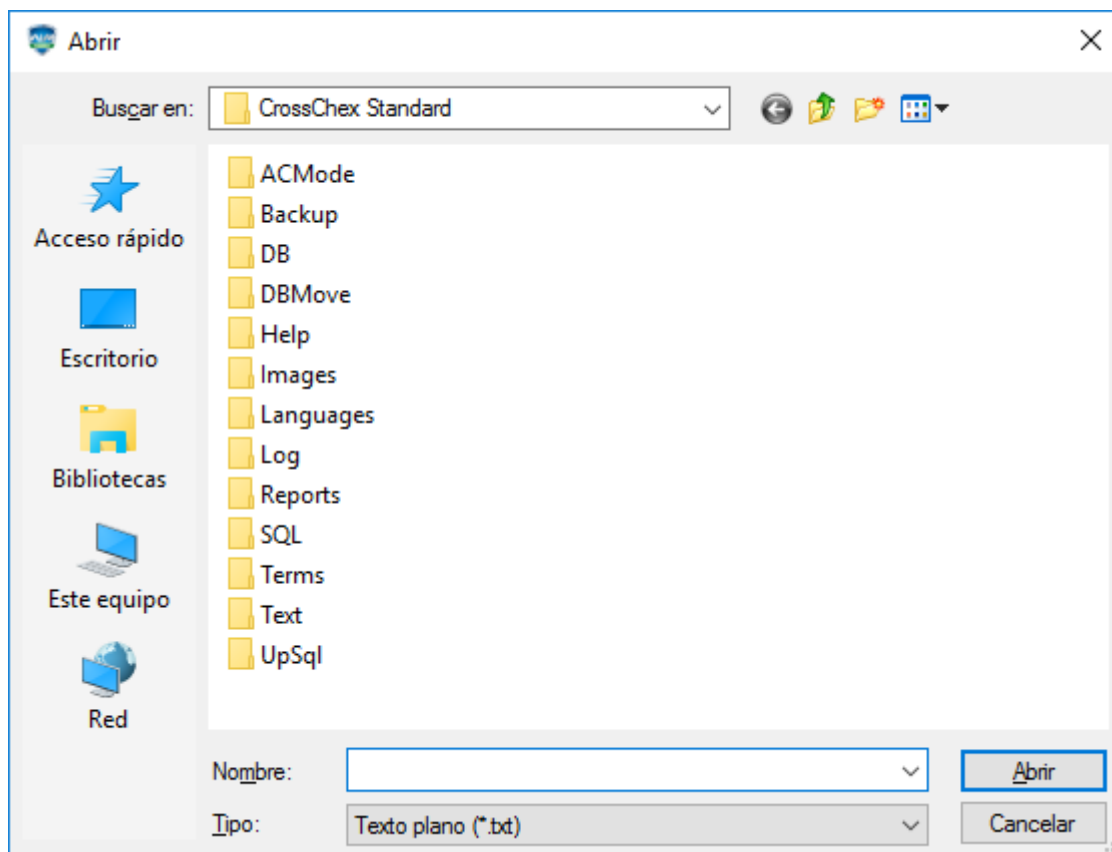 Abrir
Buscar en: CrossChex Standard
Acceso rápido
Escritorio
Bibliotecas
Este equipo
Red
ACMode
Backup
DB
DBMove
Help
Images
Languages
Log
Reports
SQL
Terms
Text
UpSql
Nombre: Abrir
Tipo: Texto plano (*.txt) Cancelar